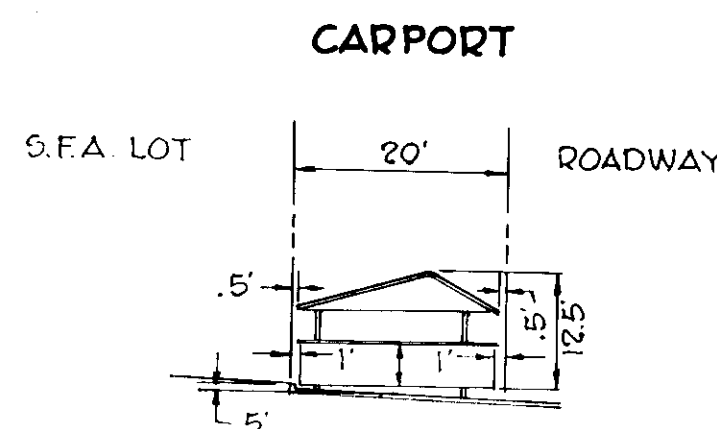 CARPORT
S.F.A. LOT
20'
ROADWAY
.5'
.5'
12.5'
1'
1'
.5'